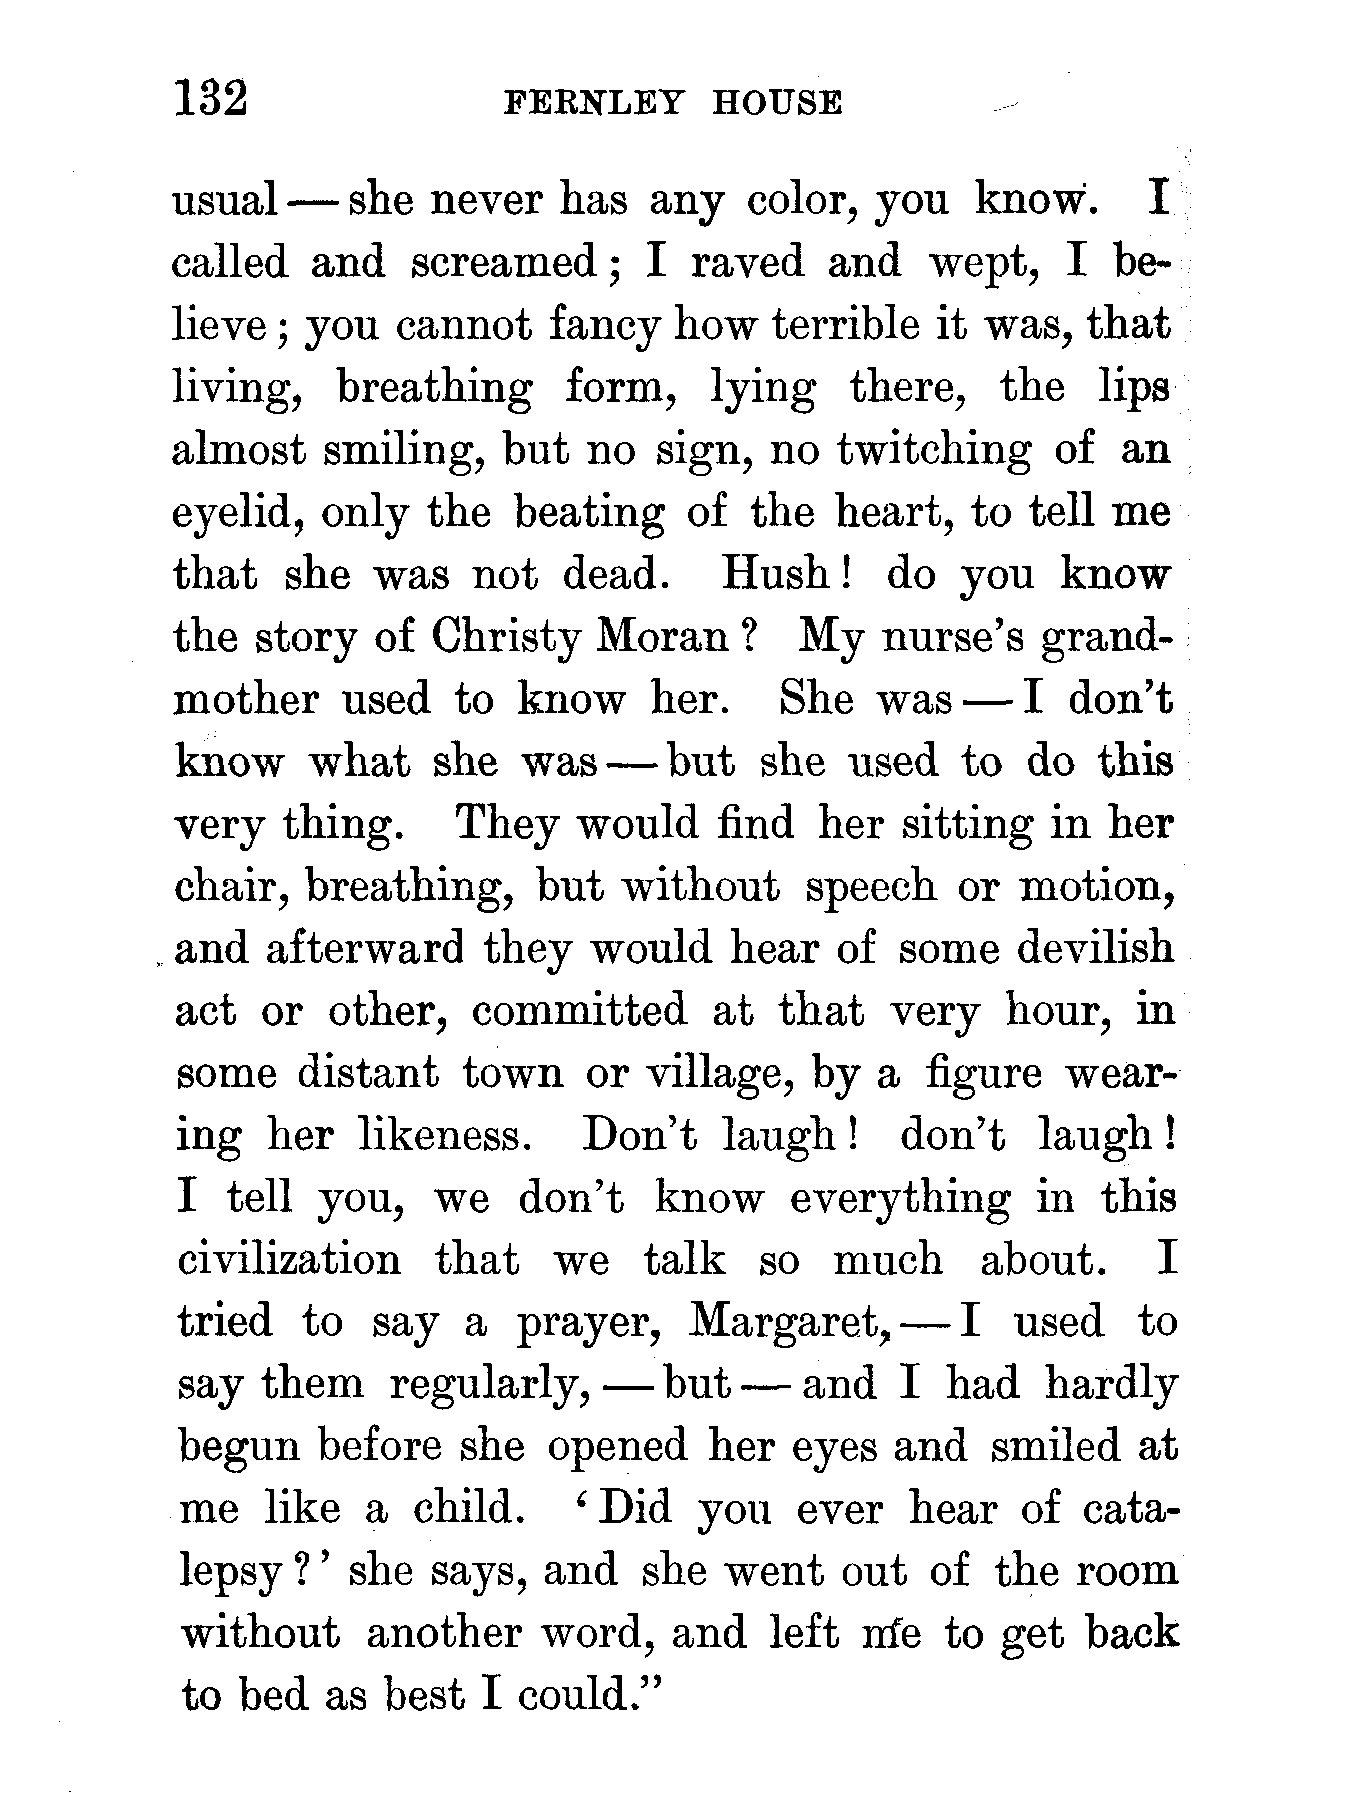 132 FERNLEY HOUSE
usual — she never has any color, you know. I
called and screamed; I raved and wept, I be-
lieve; you cannot fancy how terrible it was, that
living, breathing form, lying there, the lips
almost smiling, but no sign, no twitching of an
eyelid, only the beating of the heart, to tell me
that she was not dead. Hush! do you know
the story of Christy Moran? My nurse's grand-
mother used to know her. She was — I don't
know what she was — but she used to do this
very thing. They would find her sitting in her
chair, breathing, but without speech or motion,
and afterward they would hear of some devilish
act or other, committed at that very hour, in
some distant town or village, by a figure wear-
ing her likeness. Don't laugh! don't laugh!
I tell you, we don't know everything in this
civilization that we talk so much about. I
tried to say a prayer, Margaret, — I used to
say them regularly, — but — and I had hardly
begun before she opened her eyes and smiled at
me like a child. 'Did you ever hear of cata-
lepsy?' she says, and she went out of the room
without another word, and left me to get back
to bed as best I could."